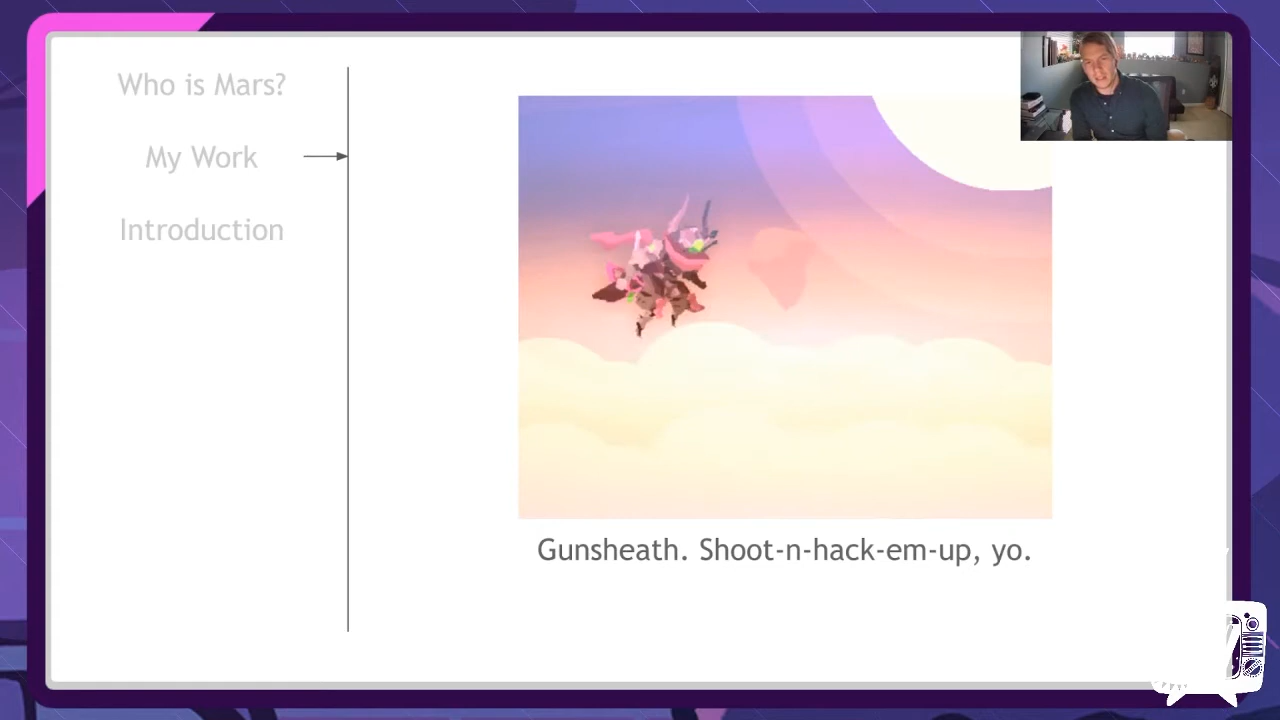 Who is Mars?
My Work
Introduction
Gunsheath. Shoot-n-hack-em-up, yo.